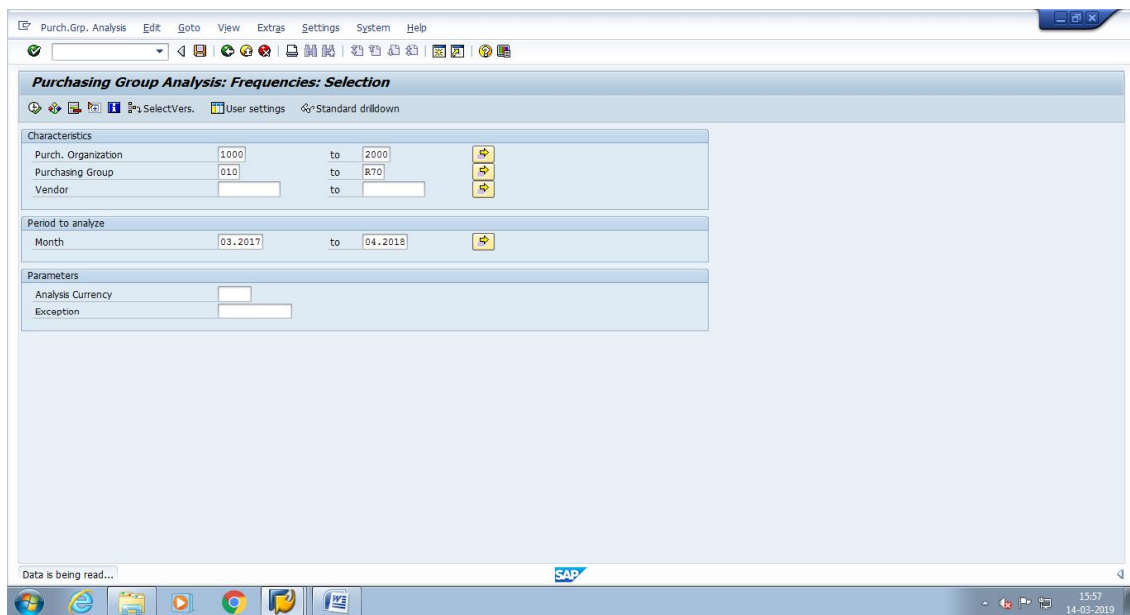 Purch.Grp. Analysis Edit Goto View Extras Settings System Help
Purchasing Group Analysis: Frequencies: Selection
SelectVers. User settings Standard drilldown
Characteristics
Purch. Organization 1000 to 2000
Purchasing Group 010 to R70
Vendor to
Period to analyze
Month 03.2017 to 04.2018
Parameters
Analysis Currency
Exception
Data is being read...
SAP
15:57
14-03-2019